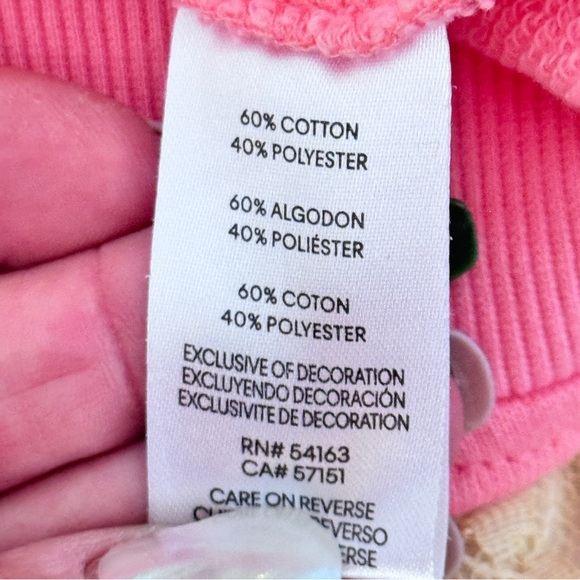 60% COTTON
40% POLYESTER
60% ALGODON
40% POLIÉSTER
60% COTON
40% POLYESTER
EXCLUSIVE OF DECORATION
EXCLUYENDO DECORACIÓN
EXCLUSIVITE DE DECORATION
RN# 54163
CA# 57151
CARE ON REVERSE